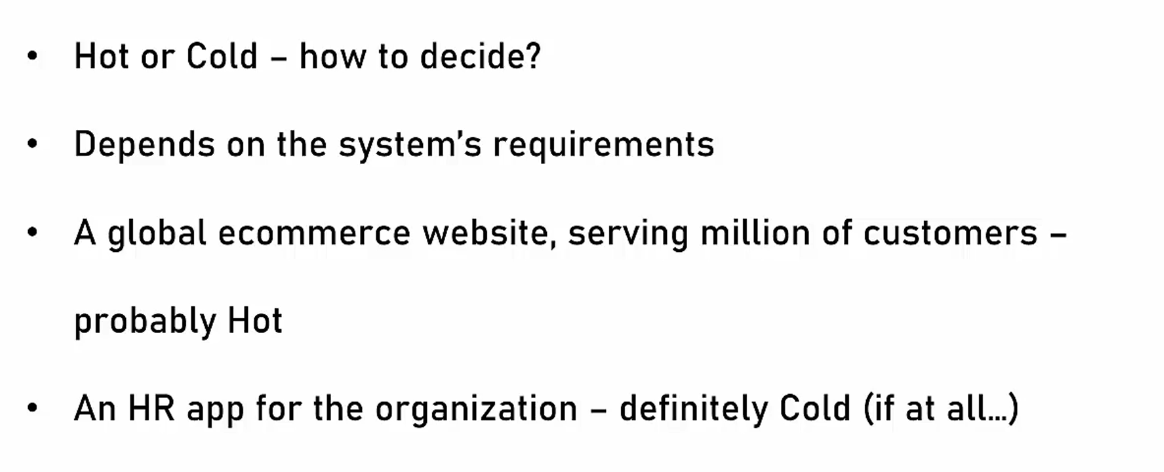 • Hot or Cold – how to decide?
• Depends on the system's requirements
• A global ecommerce website, serving million of customers –
probably Hot
• An HR app for the organization – definitely Cold (if at all...)